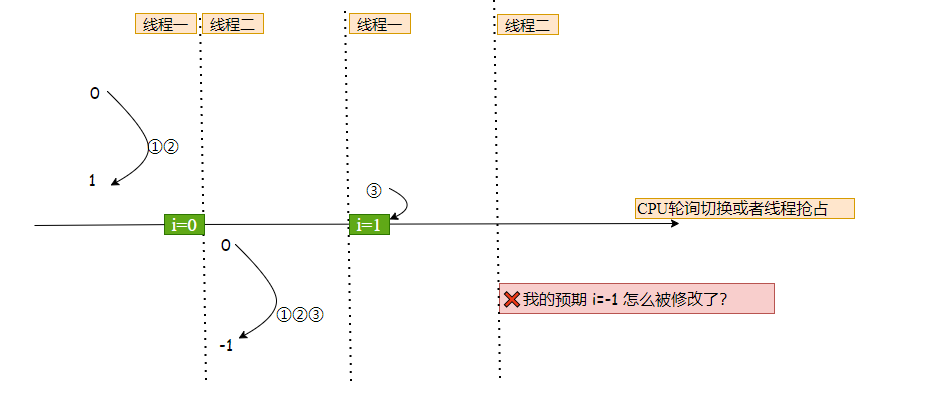 线程一
线程二
线程一
线程二
0
①②
1
③
CPU轮询切换或者线程抢占
i=0
i=1
0
①②③
-1
❌我的预期 i=-1 怎么被修改了?